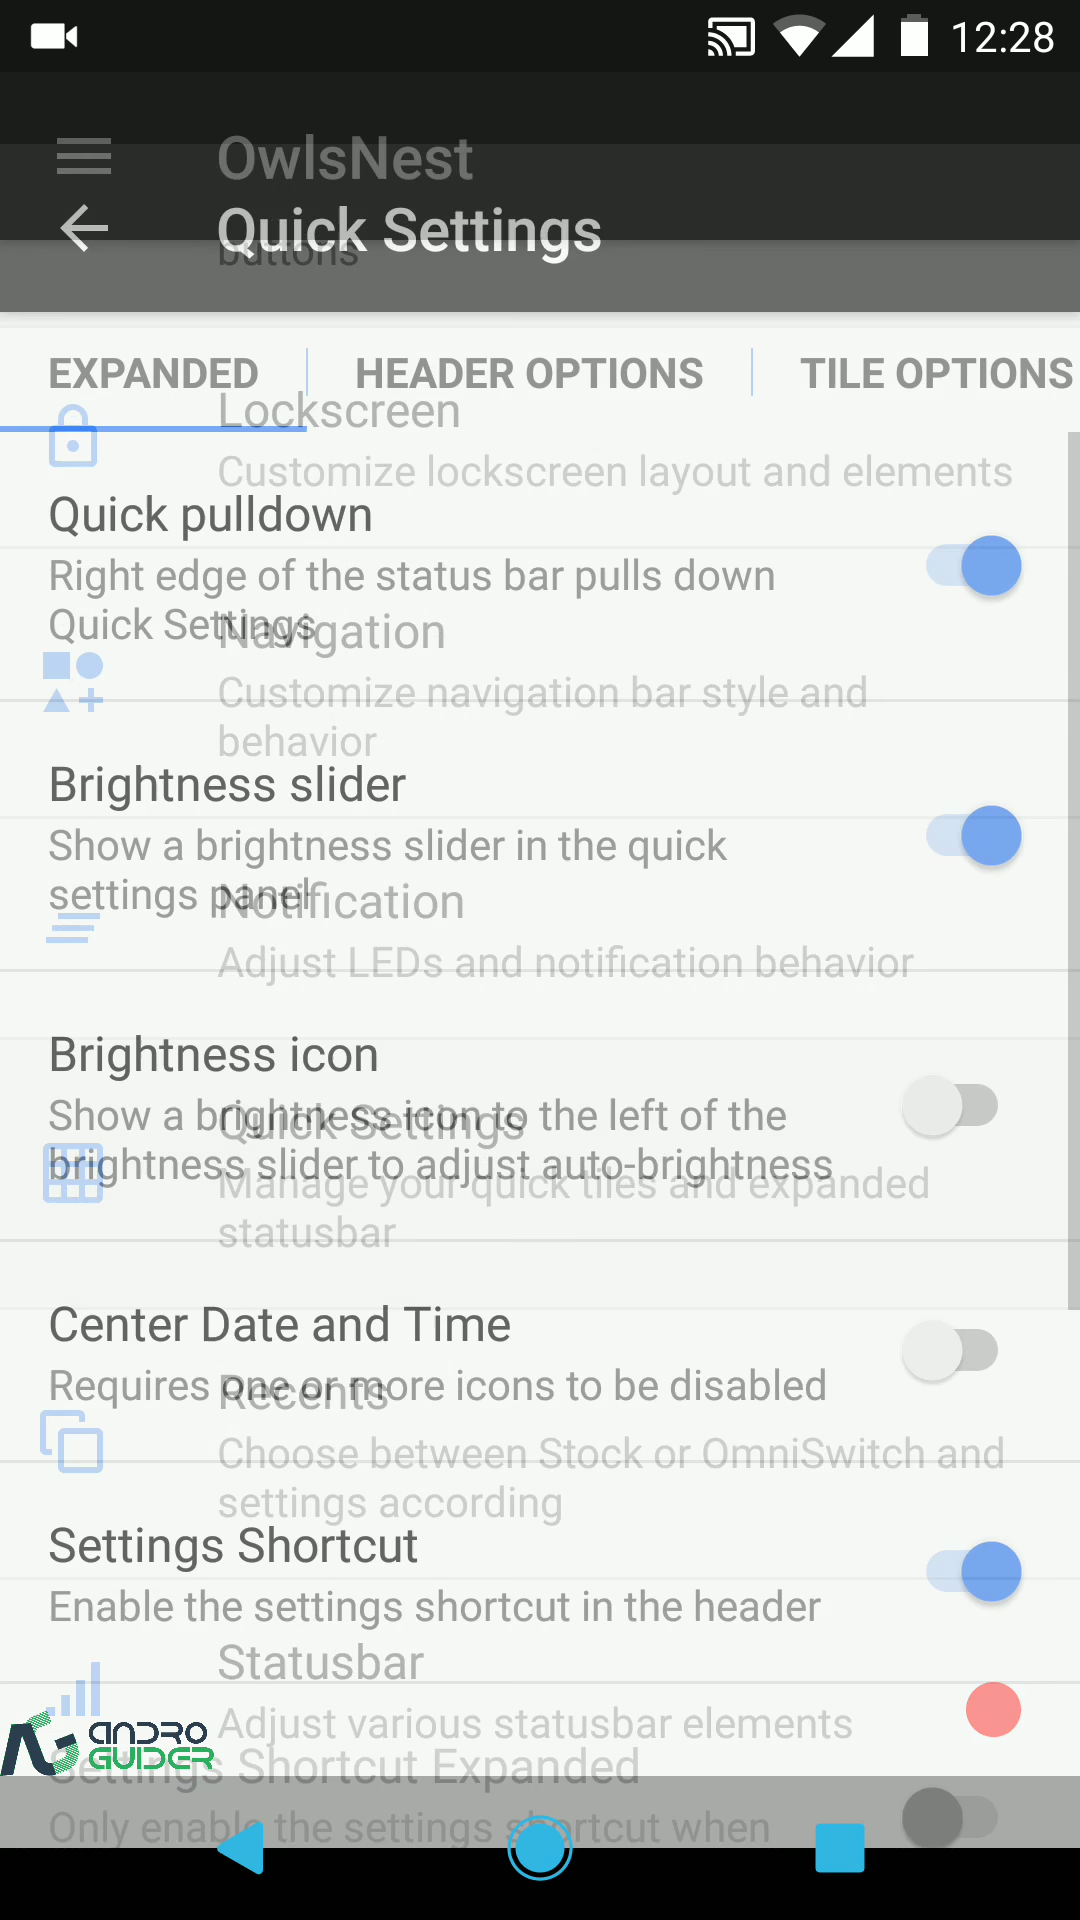 12:28
OwlsNest
Quick Settings
buttons
EXPANDED
HEADER OPTIONS
TILE OPTIONS
Lockscreen
Customize lockscreen layout and elements
Quick pulldown
Right edge of the status bar pulls down
Quick Settings
Navigation
Customize navigation bar style and
behavior
Brightness slider
Show a brightness slider in the quick
settings panel
Notification
Adjust LEDs and notification behavior
Brightness icon
Show a brightness icon to the left of the
Quick Settings
brightness slider to adjust auto-brightness
Manage your quick tiles and expanded
statusbar
Center Date and Time
Requires one or more icons to be disabled
Recents
Choose between Stock or OmniSwitch and
settings according
Settings Shortcut
Enable the settings shortcut in the header
Statusbar
Adjust various statusbar elements
ANDRO
GUIDER
Settings Shortcut Expanded
Only enable the settings shortcut when